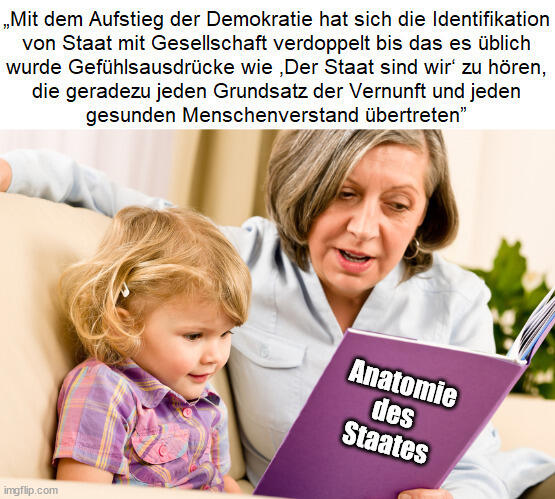 „Mit dem Aufstieg der Demokratie hat sich die Identifikation
von Staat mit Gesellschaft verdoppelt bis das es üblich
wurde Gefühlsausdrücke wie ‚Der Staat sind wir‘ zu hören,
die geradezu jeden Grundsatz der Vernunft und jeden
gesunden Menschenverstand übertreten”
Anatomie
des
Staates
imgflip.com